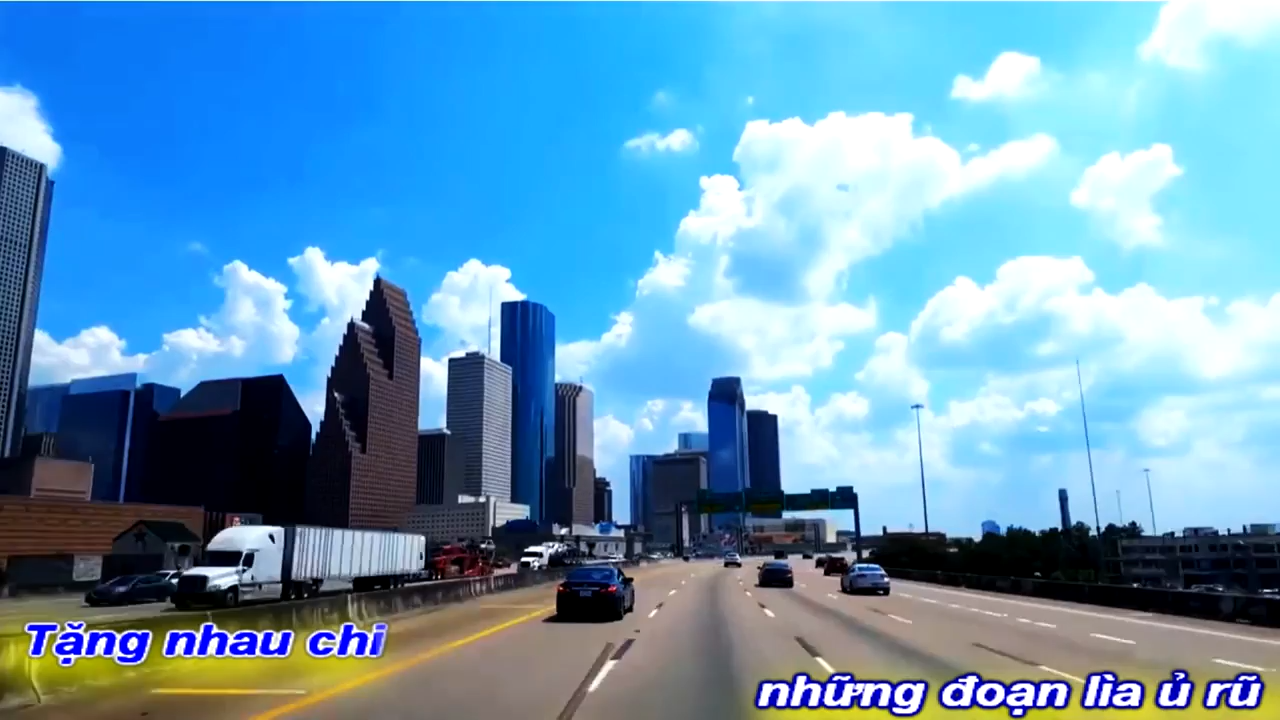 Tặng nhau chi
những đoạn lìa ủ rũ